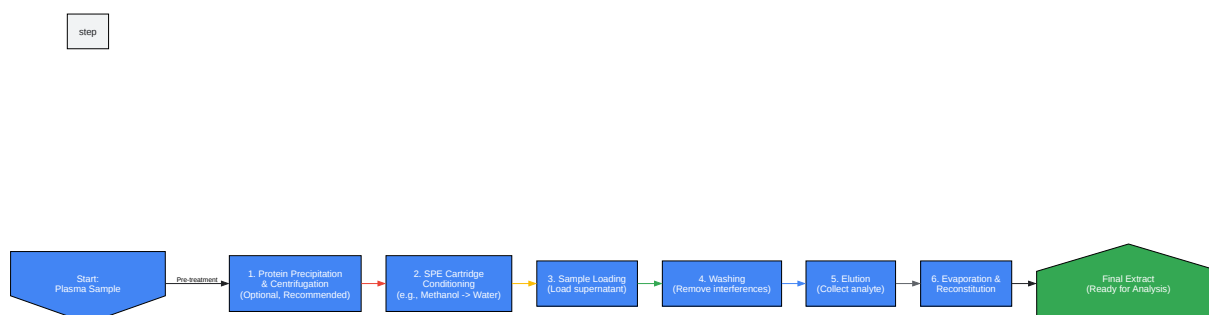 step
Start:
Plasma Sample
Pre-treatment
1. Protein Precipitation
& Centrifugation
(Optional, Recommended)
2. SPE Cartridge
Conditioning
(e.g., Methanol -> Water)
3. Sample Loading
(Load supernatant)
4. Washing
(Remove interferences)
5. Elution
(Collect analyte)
6. Evaporation &
Reconstitution
Final Extract
(Ready for Analysis)